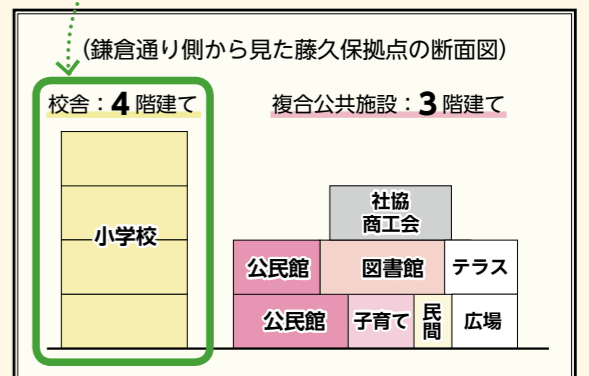 (鎌倉通り側から見た藤久保拠点の断面図)
校舎：4階建て
複合公共施設：3階建て
小学校
社協
商工会
公民館
図書館
テラス
公民館
子育て
民間
広場